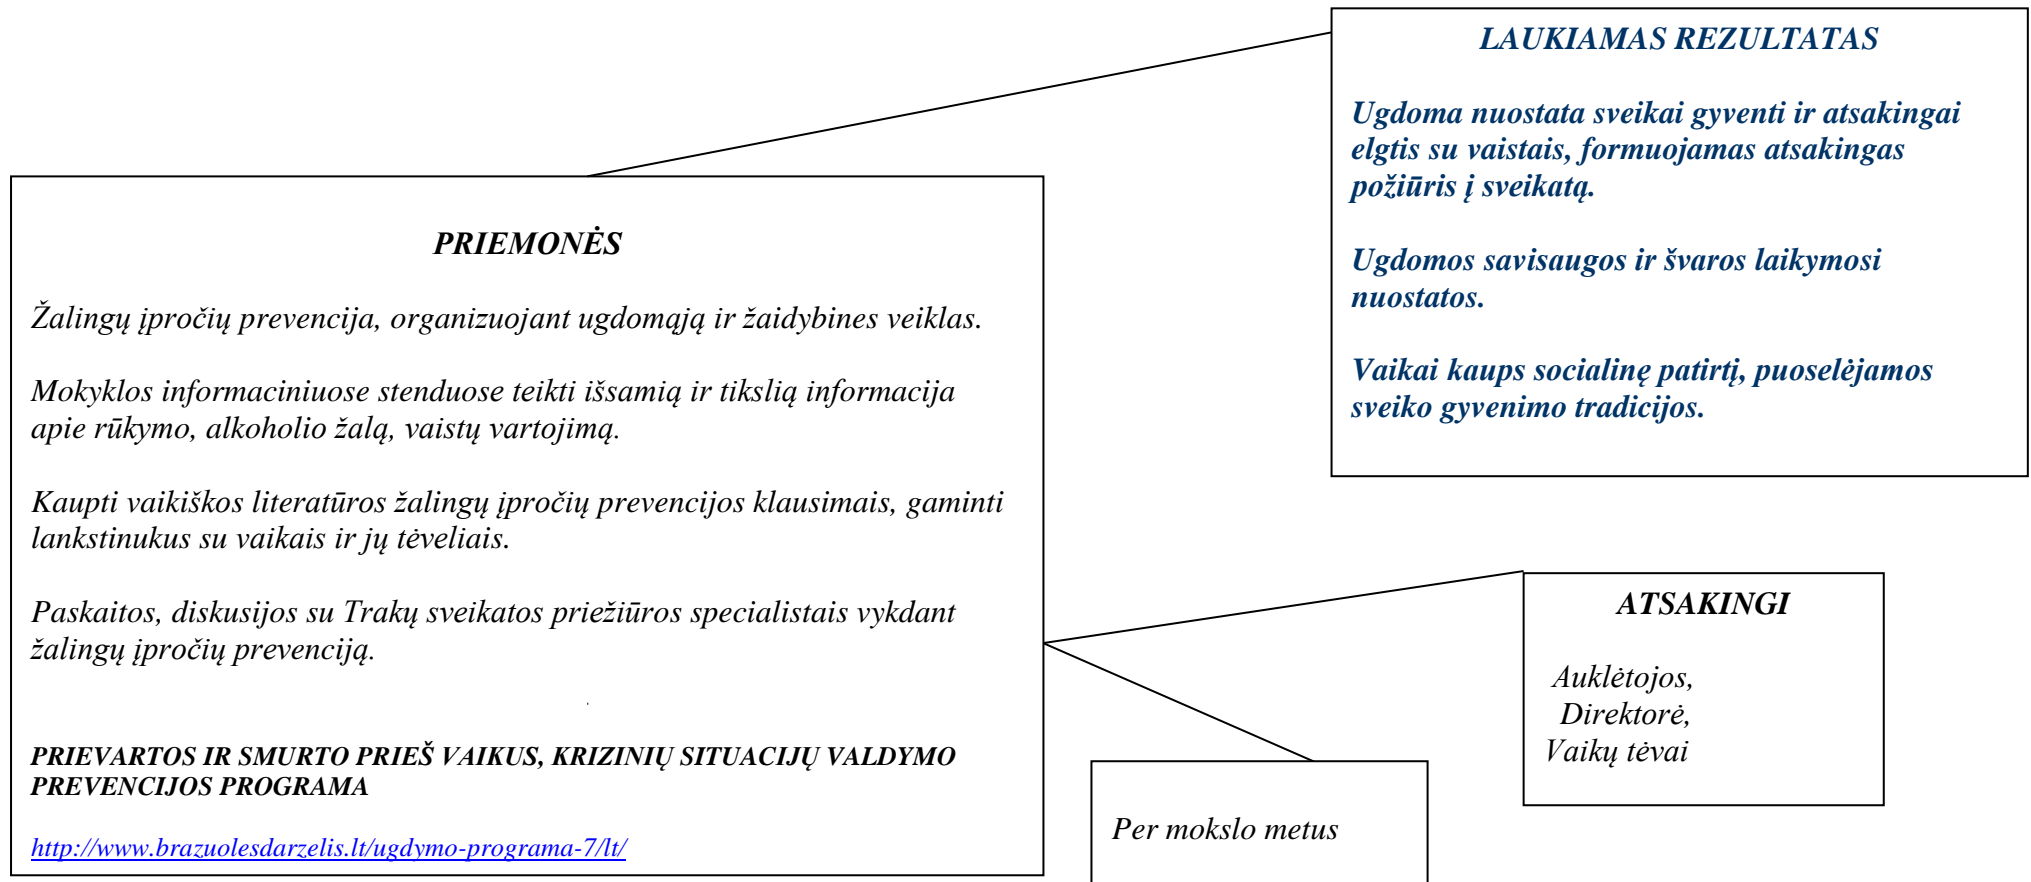 PRIEMONĖS
Žalingų įpročių prevencija, organizuojant ugdomąją ir žaidybines veiklas.
Mokyklos informaciniuose stenduose teikti išsamią ir tikslią informacija
apie rūkymo, alkoholio žalą, vaistų vartojimą.
Kaupti vaikiškos literatūros žalingų įpročių prevencijos klausimais, gaminti
lankstinukus su vaikais ir jų tėveliais.
Paskaitos, diskusijos su Trakų sveikatos priežiūros specialistais vykdant
žalingų įpročių prevenciją.
PRIEVARTOS IR SMURTO PRIEŠ VAIKUS, KRIZINIŲ SITUACIJŲ VALDYMO
PREVENCIJOS PROGRAMA
http://www.brazuolesdarzelis.lt/ugdymo-programa-7/lt/
LAUKIAMAS REZULTATAS
Ugdoma nuostata sveikai gyventi ir atsakingai
elgtis su vaistais, formuojamas atsakingas
požiūris į sveikatą.
Ugdomos savisaugos ir švaros laikymosi
nuostatos.
Vaikai kaups socialinę patirtį, puoselėjamos
sveiko gyvenimo tradicijos.
ATSAKINGI
Auklėtojos,
Direktorė,
Vaikų tėvai
Per mokslo metus